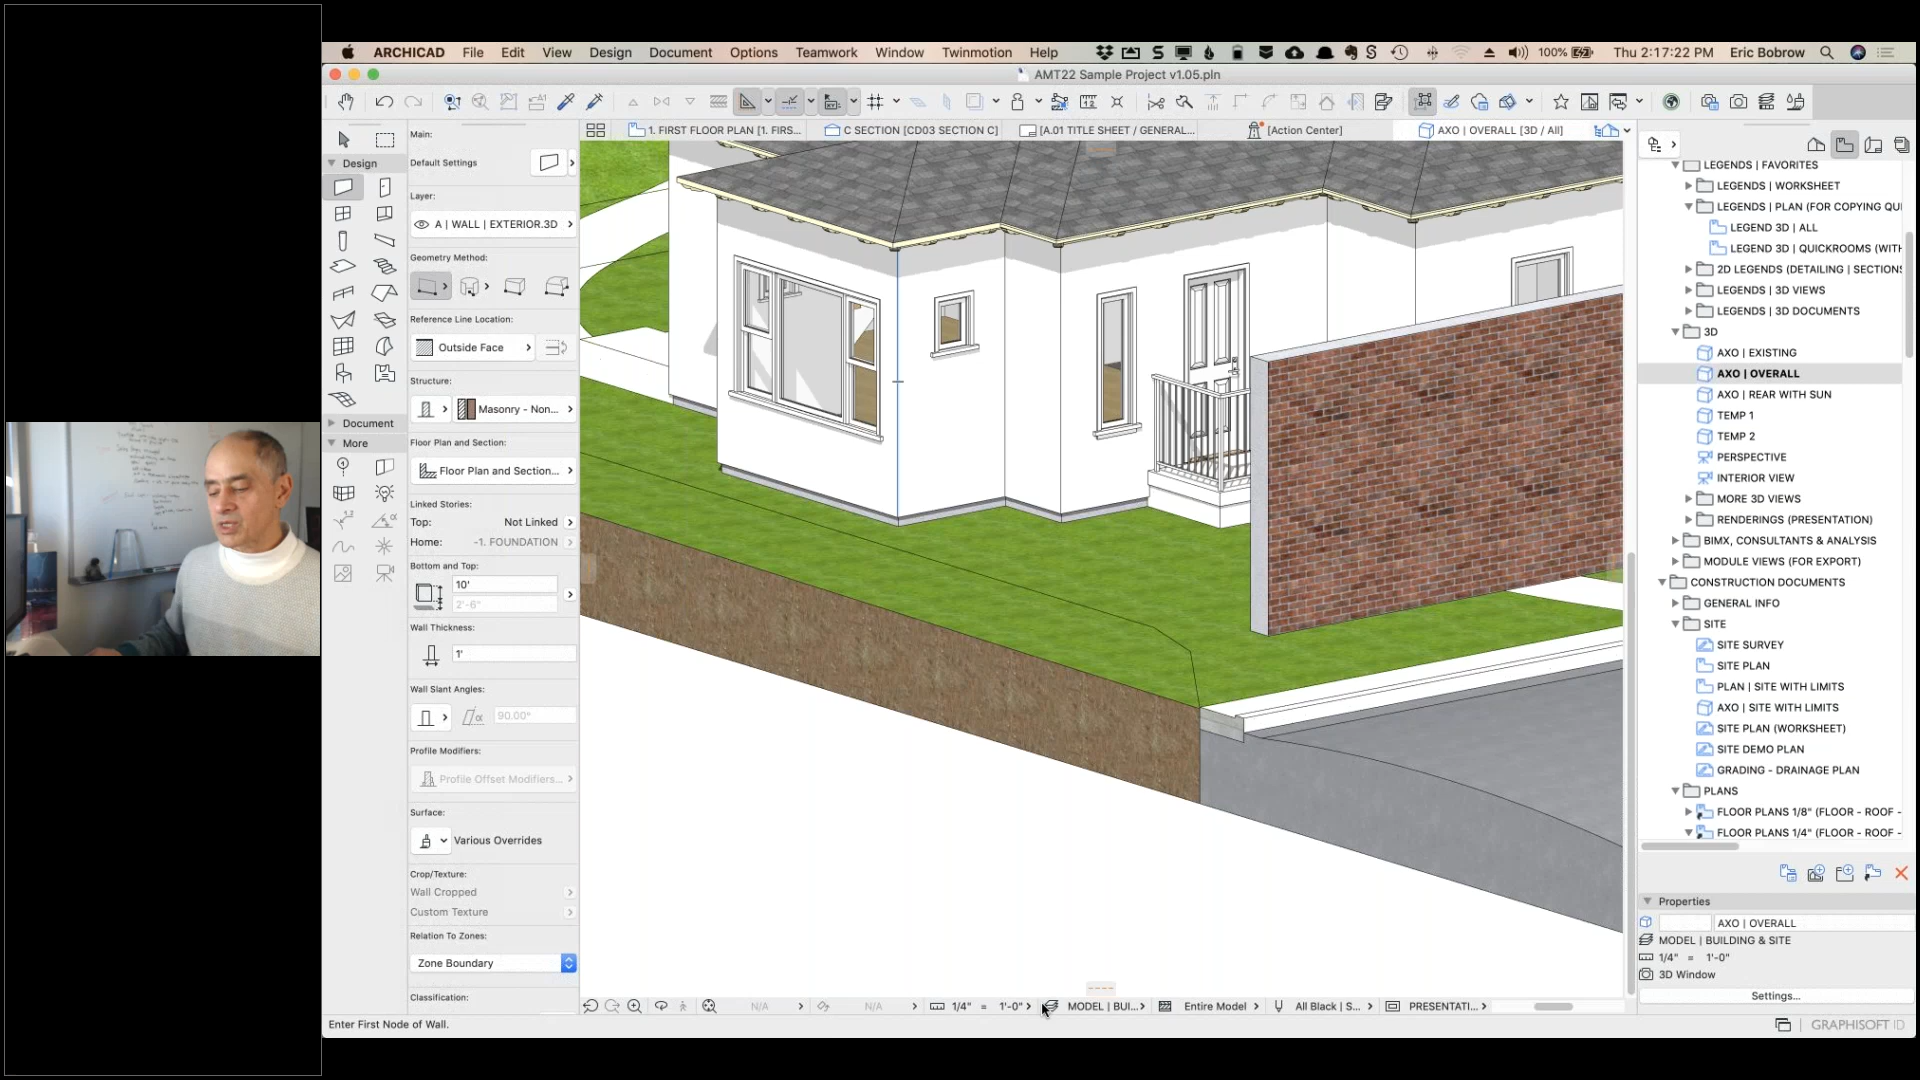 ARCHICAD File Edit View Design Document Options Teamwork Window Twinmotion Help 100% Thu 2:17:22 PM Eric Bobrow
AMT22 Sample Project v1.05.pln
1. FIRST FLOOR PLAN [1. FIRS...
C SECTION [CD03 SECTION C]
[A.01 TITLE SHEET / GENERAL...
[Action Center]
AXO | OVERALL [3D / All]
Design
Document
More
Main:
Default Settings
Layer:
A | WALL | EXTERIOR.3D
Geometry Method:
Reference Line Location:
Outside Face
Structure:
Masonry - Non...
Floor Plan and Section:
Floor Plan and Section...
Linked Stories:
Top: Not Linked
Home: -1. FOUNDATION
Bottom and Top:
10'
2'-6"
Wall Thickness:
1'
Wall Slant Angles:
90.00°
Profile Modifiers:
Profile Offset Modifiers...
Surface:
Various Overrides
Crop/Texture:
Wall Cropped
Custom Texture
Relation To Zones:
Zone Boundary
Classification:
LEGENDS | FAVORITES
LEGENDS | WORKSHEET
LEGENDS | PLAN (FOR COPYING QU
LEGEND 3D | ALL
LEGEND 3D | QUICKROOMS (WITH
2D LEGENDS (DETAILING | SECTIONS
LEGENDS | 3D VIEWS
LEGENDS | 3D DOCUMENTS
3D
AXO | EXISTING
AXO | OVERALL
AXO | REAR WITH SUN
TEMP 1
TEMP 2
PERSPECTIVE
INTERIOR VIEW
MORE 3D VIEWS
RENDERINGS (PRESENTATION)
BIMX, CONSULTANTS & ANALYSIS
MODULE VIEWS (FOR EXPORT)
CONSTRUCTION DOCUMENTS
GENERAL INFO
SITE
SITE SURVEY
SITE PLAN
PLAN | SITE WITH LIMITS
AXO | SITE WITH LIMITS
SITE PLAN (WORKSHEET)
SITE DEMO PLAN
GRADING - DRAINAGE PLAN
PLANS
FLOOR PLANS 1/8" (FLOOR - ROOF -
FLOOR PLANS 1/4" (FLOOR - ROOF -
Properties
AXO | OVERALL
MODEL | BUILDING & SITE
1/4" = 1'-0"
3D Window
Settings...
N/A N/A 1/4" = 1'-0" MODEL | BUI... Entire Model All Black | S... PRESENTATI...
Enter First Node of Wall.
GRAPHISOFT ID